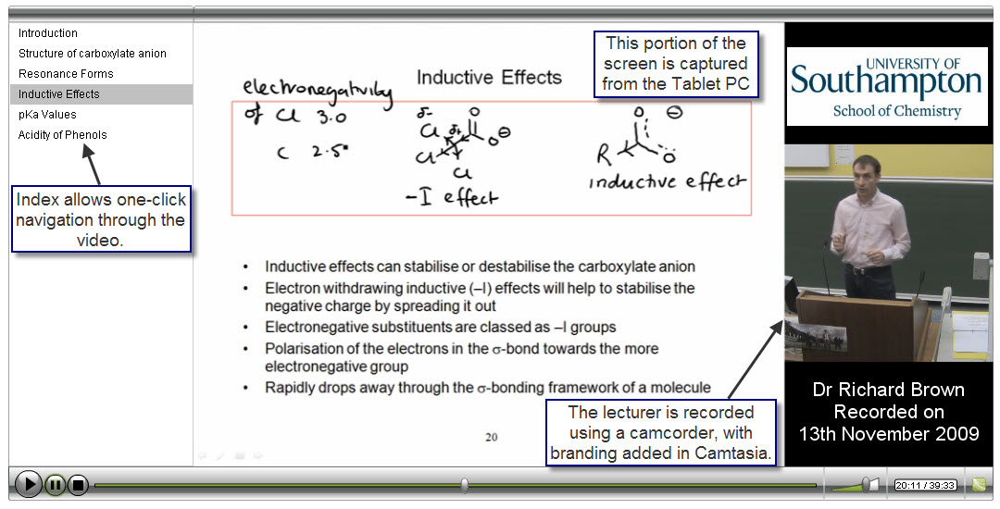 Introduction
Structure of carboxylate anion
Resonance Forms
Inductive Effects
pKa Values
Acidity of Phenols
Index allows one-click
navigation through the
video.
Inductive Effects
This portion of the
screen is captured
from the Tablet PC
electronegativity
of Cl 3.0
C 2.5
δ-
O
Cl δ+
O ⊖
Cl
Cl
-I effect
O ⊖
R
O
inductive effect
• Inductive effects can stabilise or destabilise the carboxylate anion
• Electron withdrawing inductive (–I) effects will help to stabilise the
negative charge by spreading it out
• Electronegative substituents are classed as –I groups
• Polarisation of the electrons in the σ-bond towards the more
electronegative group
• Rapidly drops away through the σ-bonding framework of a molecule
20
The lecturer is recorded
using a camcorder, with
branding added in Camtasia.
UNIVERSITY OF
Southampton
School of Chemistry
Dr Richard Brown
Recorded on
13th November 2009
20:11 / 39:33